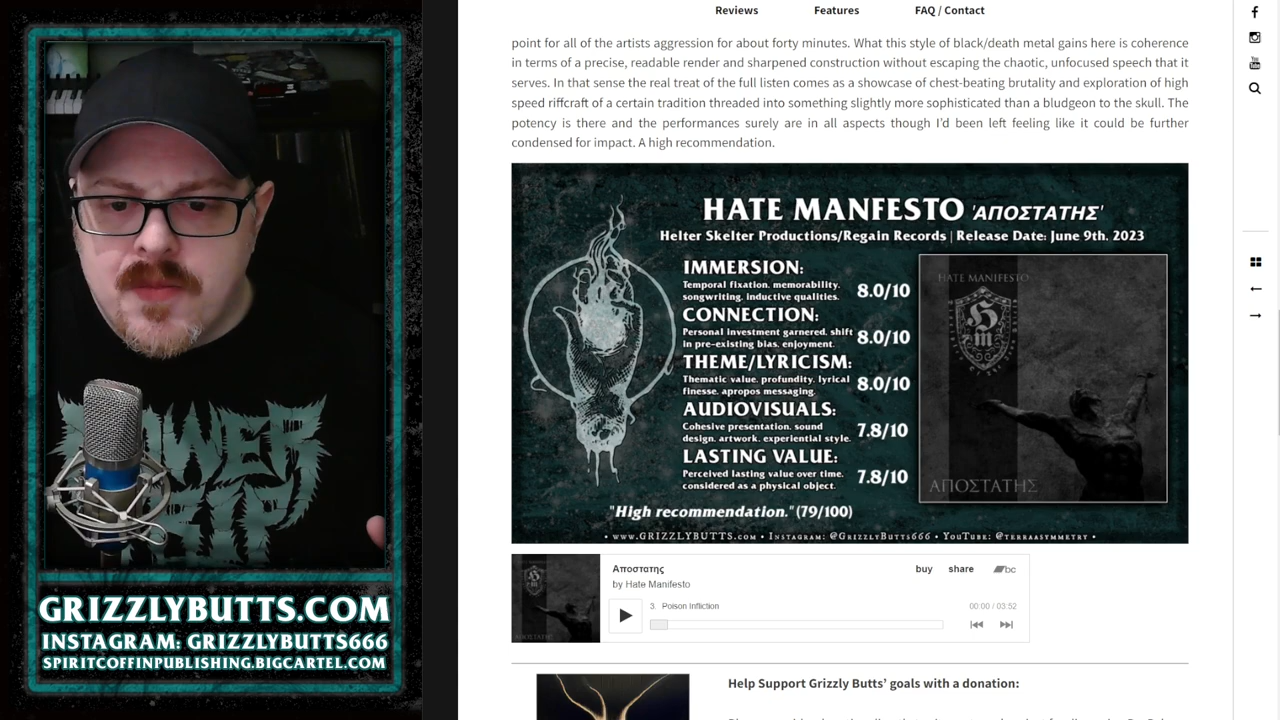 Reviews Features FAQ / Contact
point for all of the artists aggression for about forty minutes. What this style of black/death metal gains here is coherence
in terms of a precise, readable render and sharpened construction without escaping the chaotic, unfocused speech that it
serves. In that sense the real treat of the full listen comes as a showcase of chest-beating brutality and exploration of high
speed riffcraft of a certain tradition threaded into something slightly more sophisticated than a bludgeon to the skull. The
potency is there and the performances surely are in all aspects though I'd been left feeling like it could be further
condensed for impact. A high recommendation.
HATE MANFESTO 'ΑΠΟΣΤΑΤΗΣ'
Helter Skelter Productions/Regain Records | Release Date: June 9th, 2023
IMMERSION:
Temporal fixation, memorability,
songwriting, inductive qualities.
8.0/10
CONNECTION:
Personal investment garnered, shift
in pre-existing bias, enjoyment.
8.0/10
THEME/LYRICISM:
Thematic value, profundity, lyrical
finesse, apropos messaging.
8.0/10
AUDIOVISUALS:
Cohesive presentation, sound
design, artwork, experiential style.
7.8/10
LASTING VALUE:
Perceived lasting value over time,
considered as a physical object.
7.8/10
"High recommendation." (79/100)
HATE MANIFESTO
ΑΠΟΣΤΑΤΗΣ
• www.GRIZZLYBUTTS.com • Instagram: @GrizzlyButts666 • YouTube: @terraasymmetry •
Αποστατης
by Hate Manifesto
buy share bc
3. Poison Infliction 00:00 / 03:52
Help Support Grizzly Butts' goals with a donation:
POWER
TRIP
GRIZZLYBUTTS.COM
INSTAGRAM: GRIZZLYBUTTS666
SPIRITCOFFINPUBLISHING.BIGCARTEL.COM